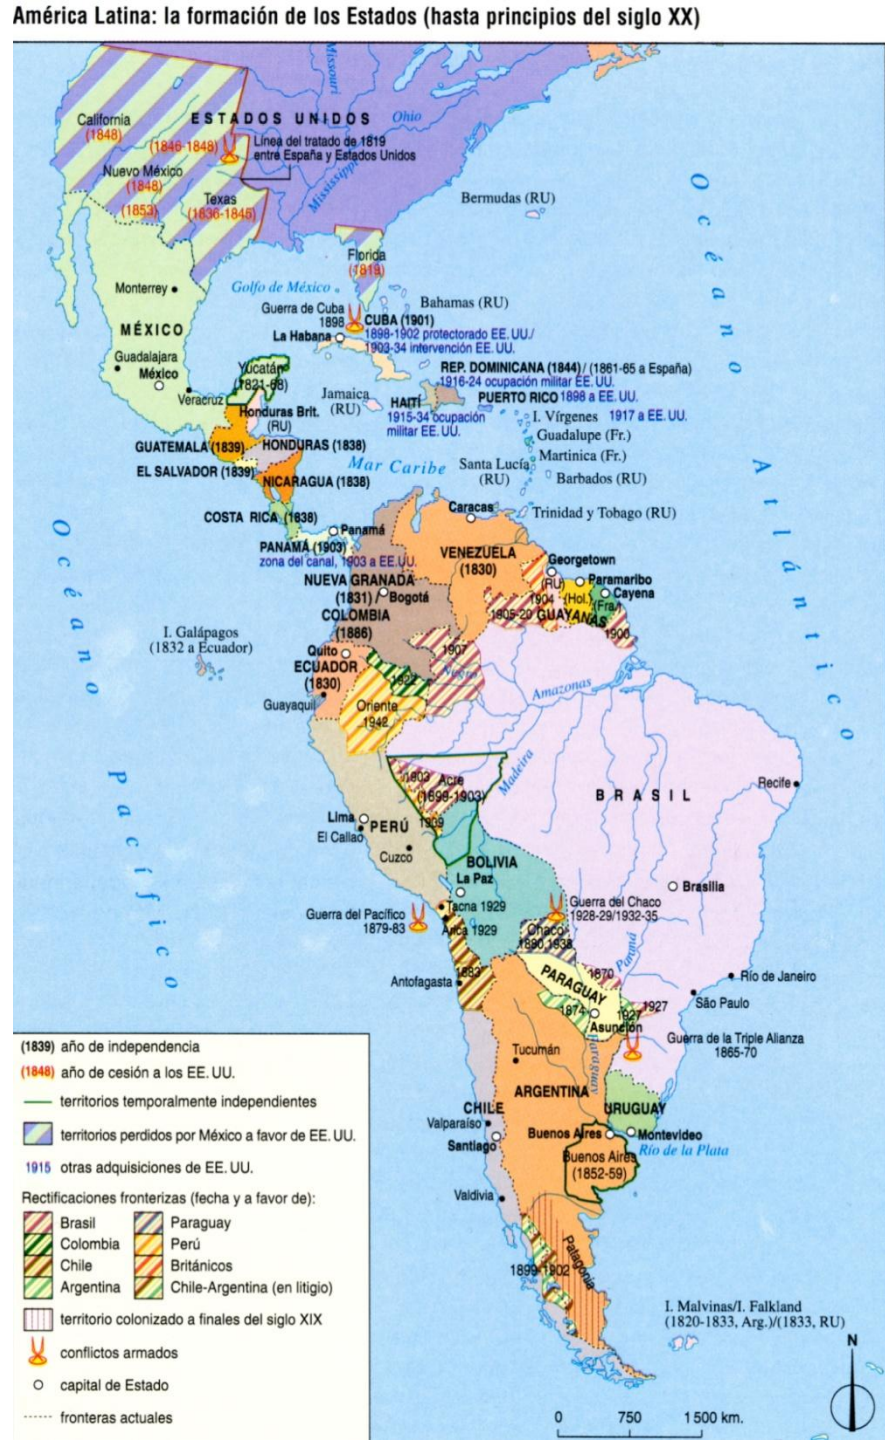 América Latina: la formación de los Estados (hasta principios del siglo XX)
Missouri
Ohio
California
(1848)
ESTADOS UNIDOS
(1846-1848)
Línea del tratado de 1819
entre España y Estados Unidos
Mississippi
Nuevo México
(1848)
(1853)
Texas
(1836-1845)
Bermudas (RU)
Océano Atlántico
Florida
(1819)
Golfo de México
Monterrey
Bahamas (RU)
Guerra de Cuba
1898
CUBA (1901)
1898-1902 protectorado EE. UU./
1903-34 intervención EE. UU.
La Habana
MÉXICO
Guadalajara
México
Veracruz
Yucatán
(1821-68)
REP. DOMINICANA (1844)/ (1861-65 a España)
1916-24 ocupación militar EE. UU.
Jamaica
(RU)
HAITÍ
1915-34 ocupación
militar EE. UU.
PUERTO RICO 1898 a EE. UU.
I. Vírgenes 1917 a EE. UU.
Honduras Brit.
(RU)
Guadalupe (Fr.)
Martinica (Fr.)
Santa Lucía
(RU)
Barbados (RU)
GUATEMALA (1839)
HONDURAS (1838)
Mar Caribe
EL SALVADOR (1839)
NICARAGUA (1838)
Trinidad y Tobago (RU)
COSTA RICA (1838)
Panamá
PANAMÁ (1903)
zona del canal, 1903 a EE. UU.
Caracas
VENEZUELA
(1830)
Georgetown
(RU)
Paramaribo
(Hol.)
Cayena
(Fra.)
1904
1905-20
GUAYANAS
1900
NUEVA GRANADA
(1831) /
Bogotá
COLOMBIA
(1886)
I. Galápagos
(1832 a Ecuador)
Quito
ECUADOR
(1830)
Guayaquil
1907
Negro
1922
Oriente
1942
Amazonas
Océano Pacífico
Madeira
1903
Acre
(1899-1903)
1909
BRASIL
Recife
Lima
El Callao
PERÚ
Cuzco
BOLIVIA
La Paz
Brasilia
Guerra del Pacífico
1879-83
Tacna 1929
Arica 1929
Guerra del Chaco
1928-29/1932-35
Chaco
1890, 1938
Paraná
Antofagasta
1883
PARAGUAY
1870
1874
1927
1927
Asunción
Río de Janeiro
São Paulo
Guerra de la Triple Alianza
1865-70
Paraguay
Tucumán
ARGENTINA
CHILE
URUGUAY
Valparaíso
Santiago
Buenos Aires
Montevideo
Río de la Plata
Buenos Aires
(1852-59)
Valdivia
Patagonia
1899-1902
I. Malvinas/I. Falkland
(1820-1833, Arg.)/(1833, RU)
N
0 750 1 500 km.
(1839) año de independencia
(1848) año de cesión a los EE. UU.
territorios temporalmente independientes
territorios perdidos por México a favor de EE. UU.
1915 otras adquisiciones de EE. UU.
Rectificaciones fronterizas (fecha y a favor de):
Brasil
Paraguay
Colombia
Perú
Chile
Británicos
Argentina
Chile-Argentina (en litigio)
territorio colonizado a finales del siglo XIX
conflictos armados
capital de Estado
fronteras actuales